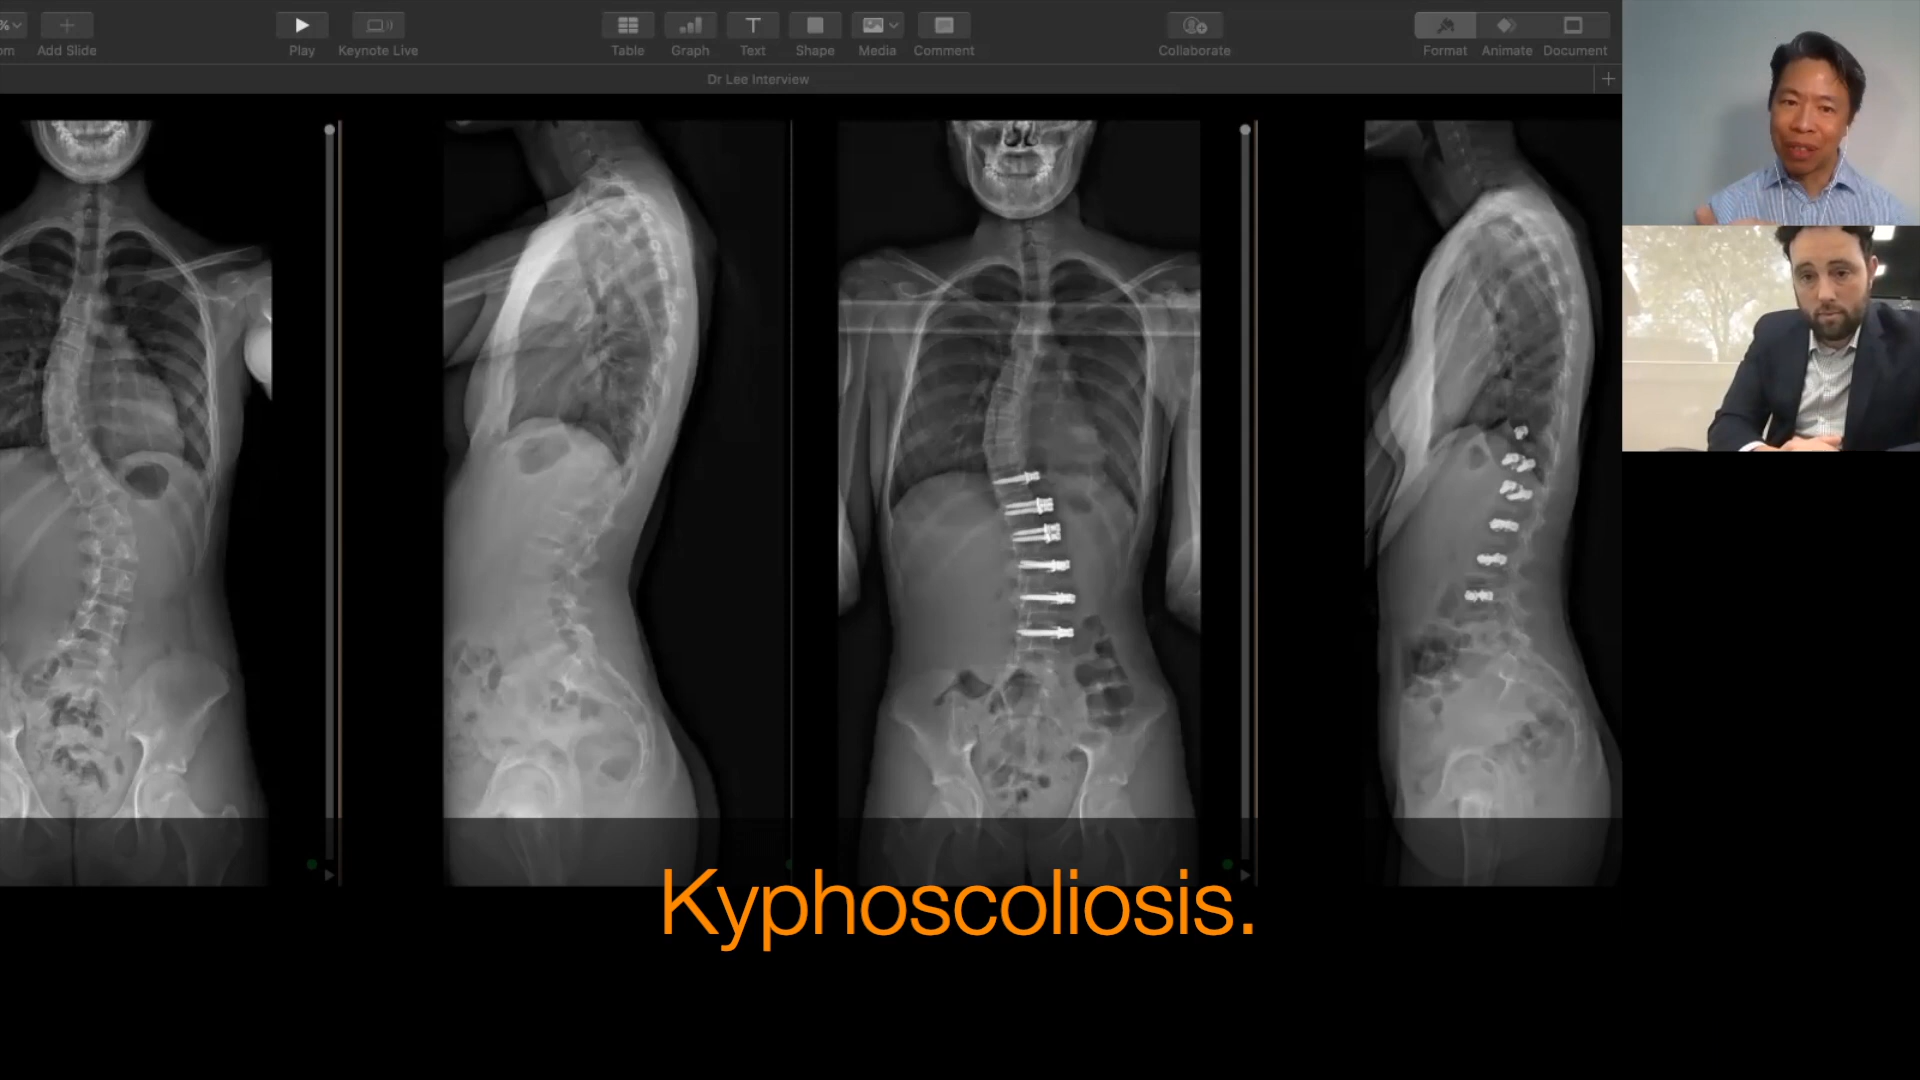 %
Add Slide
Play
Keynote Live
Table
Graph
Text
Shape
Media
Comment
Collaborate
Format
Animate
Document
Dr Lee Interview
Kyphoscoliosis.